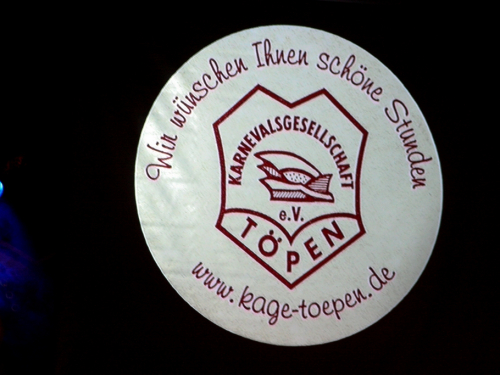 Wir wünschen Ihnen schöne Stunden
KARNEVALSGESELLSCHAFT
e.V.
TÖPEN
www.kage-toepen.de